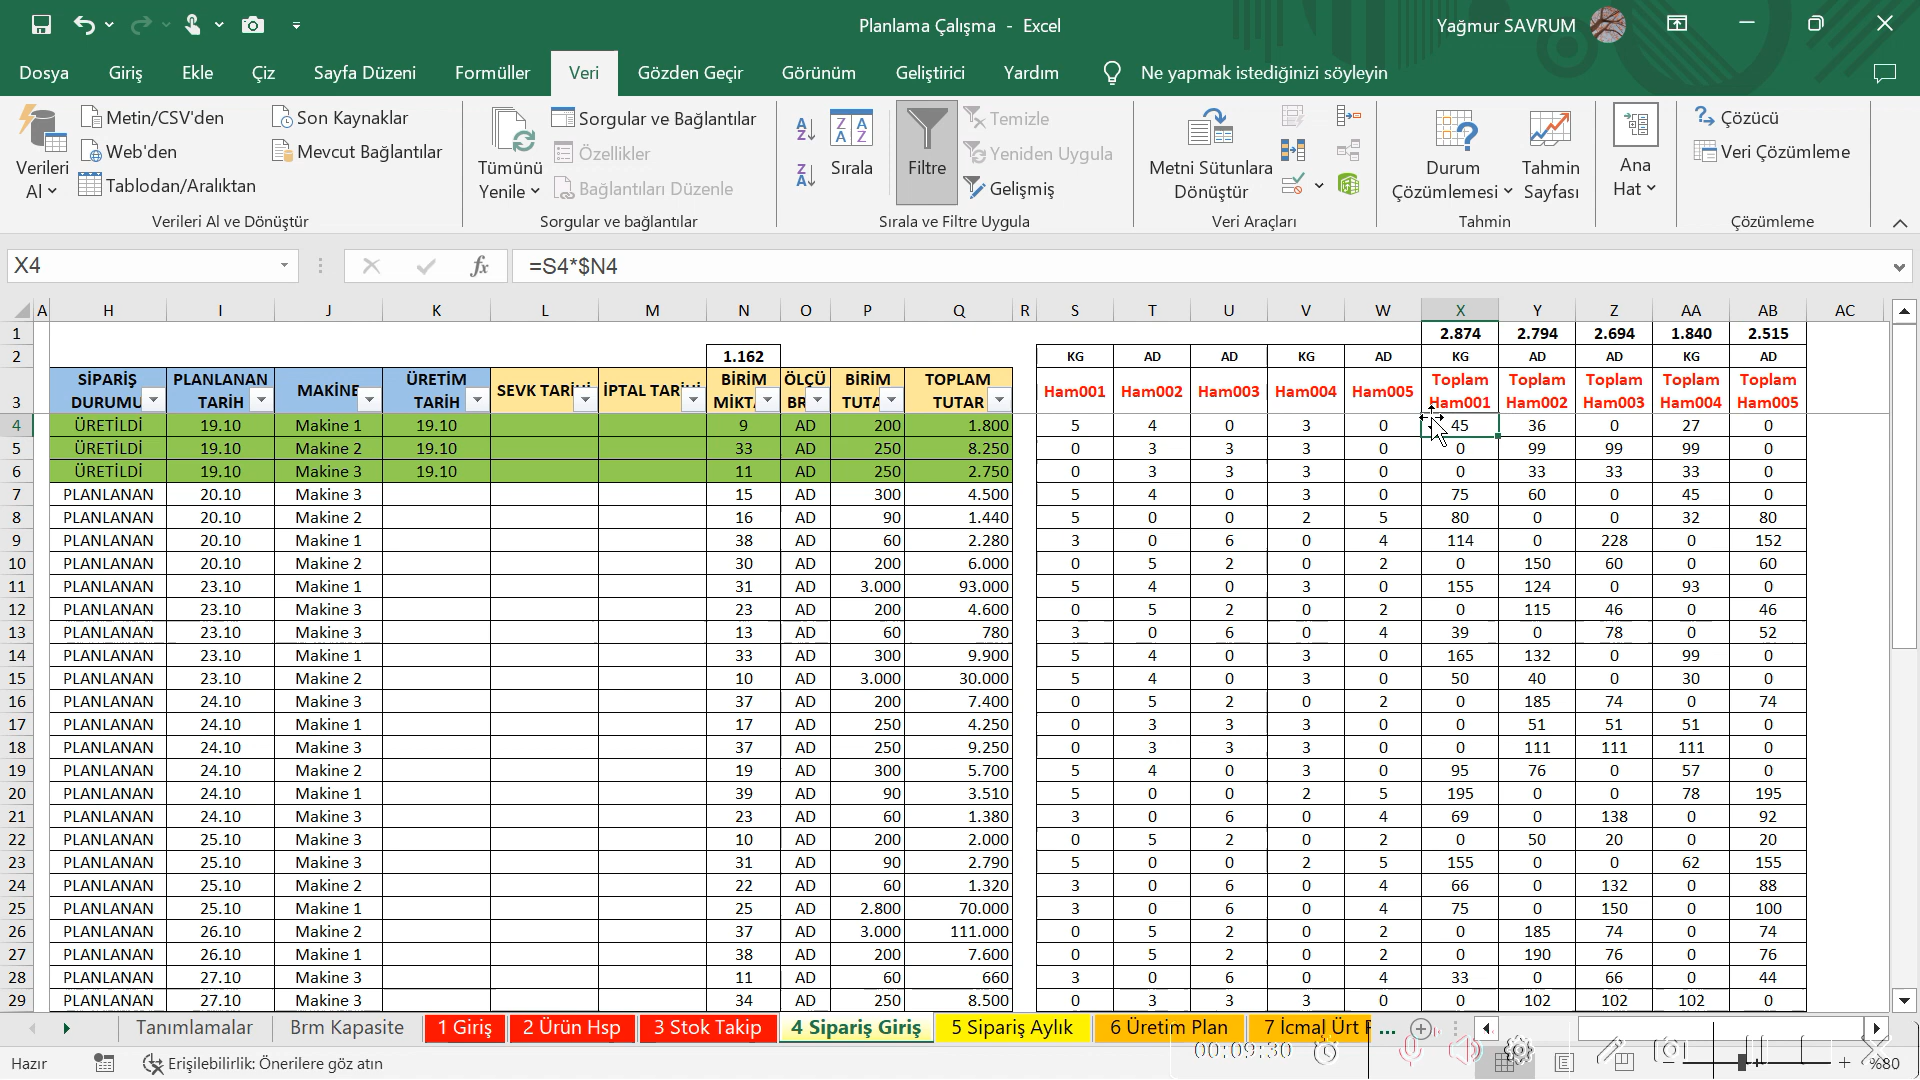 Planlama Çalışma - Excel
Yağmur SAVRUM
Dosya Giriş Ekle Çiz Sayfa Düzeni Formüller Veri Gözden Geçir Görünüm Geliştirici Yardım Ne yapmak istediğinizi söyleyin
Verileri Al
Metin/CSV'den
Web'den
Tablodan/Aralıktan
Son Kaynaklar
Mevcut Bağlantılar
Verileri Al ve Dönüştür
Tümünü Yenile
Sorgular ve Bağlantılar
Özellikler
Bağlantıları Düzenle
Sorgular ve bağlantılar
Sırala
Filtre
Temizle
Yeniden Uygula
Gelişmiş
Sırala ve Filtre Uygula
Metni Sütunlara Dönüştür
Veri Araçları
Durum Çözümlemesi
Tahmin Sayfası
Tahmin
Ana Hat
Çözücü
Veri Çözümleme
Çözümleme
X4 fx =S4*$N4
A H I J K L M N O P Q R S T U V W X Y Z AA AB AC
1 2.874 2.794 2.694 1.840 2.515
2 1.162 KG AD AD KG AD KG AD AD KG AD
3 SİPARİŞ DURUMU PLANLANAN TARİH MAKİNE ÜRETİM TARİH SEVK TARİHİ İPTAL TARİHİ BİRİM MİKT ÖLÇÜ BR BİRİM TUTA TOPLAM TUTAR Ham001 Ham002 Ham003 Ham004 Ham005 Toplam Ham001 Toplam Ham002 Toplam Ham003 Toplam Ham004 Toplam Ham005
4 ÜRETİLDİ 19.10 Makine 1 19.10 9 AD 200 1.800 5 4 0 3 0 45 36 0 27 0
5 ÜRETİLDİ 19.10 Makine 2 19.10 33 AD 250 8.250 0 3 3 3 0 0 99 99 99 0
6 ÜRETİLDİ 19.10 Makine 3 19.10 11 AD 250 2.750 0 3 3 3 0 0 33 33 33 0
7 PLANLANAN 20.10 Makine 3 15 AD 300 4.500 5 4 0 3 0 75 60 0 45 0
8 PLANLANAN 20.10 Makine 2 16 AD 90 1.440 5 0 0 2 5 80 0 0 32 80
9 PLANLANAN 20.10 Makine 1 38 AD 60 2.280 3 0 6 0 4 114 0 228 0 152
10 PLANLANAN 20.10 Makine 2 30 AD 200 6.000 0 5 2 0 2 0 150 60 0 60
11 PLANLANAN 23.10 Makine 1 31 AD 3.000 93.000 5 4 0 3 0 155 124 0 93 0
12 PLANLANAN 23.10 Makine 3 23 AD 200 4.600 0 5 2 0 2 0 115 46 0 46
13 PLANLANAN 23.10 Makine 3 13 AD 60 780 3 0 6 0 4 39 0 78 0 52
14 PLANLANAN 23.10 Makine 1 33 AD 300 9.900 5 4 0 3 0 165 132 0 99 0
15 PLANLANAN 23.10 Makine 2 10 AD 3.000 30.000 5 4 0 3 0 50 40 0 30 0
16 PLANLANAN 24.10 Makine 3 37 AD 200 7.400 0 5 2 0 2 0 185 74 0 74
17 PLANLANAN 24.10 Makine 1 17 AD 250 4.250 0 3 3 3 0 0 51 51 51 0
18 PLANLANAN 24.10 Makine 3 37 AD 250 9.250 0 3 3 3 0 0 111 111 111 0
19 PLANLANAN 24.10 Makine 2 19 AD 300 5.700 5 4 0 3 0 95 76 0 57 0
20 PLANLANAN 24.10 Makine 1 39 AD 90 3.510 5 0 0 2 5 195 0 0 78 195
21 PLANLANAN 24.10 Makine 3 23 AD 60 1.380 3 0 6 0 4 69 0 138 0 92
22 PLANLANAN 25.10 Makine 3 10 AD 200 2.000 0 5 2 0 2 0 50 20 0 20
23 PLANLANAN 25.10 Makine 3 31 AD 90 2.790 5 0 0 2 5 155 0 0 62 155
24 PLANLANAN 25.10 Makine 2 22 AD 60 1.320 3 0 6 0 4 66 0 132 0 88
25 PLANLANAN 25.10 Makine 1 25 AD 2.800 70.000 3 0 6 0 4 75 0 150 0 100
26 PLANLANAN 26.10 Makine 2 37 AD 3.000 111.000 0 5 2 0 2 0 185 74 0 74
27 PLANLANAN 26.10 Makine 1 38 AD 200 7.600 0 5 2 0 2 0 190 76 0 76
28 PLANLANAN 27.10 Makine 3 11 AD 60 660 3 0 6 0 4 33 0 66 0 44
29 PLANLANAN 27.10 Makine 3 34 AD 250 8.500 0 3 3 3 0 0 102 102 102 0
Tanımlamalar Brm Kapasite 1 Giriş 2 Ürün Hsp 3 Stok Takip 4 Sipariş Giriş 5 Sipariş Aylık 6 Üretim Plan 7 İcmal Ürt ...
Hazır Erişilebilirlik: Önerilere göz atın 00:09:30 %80